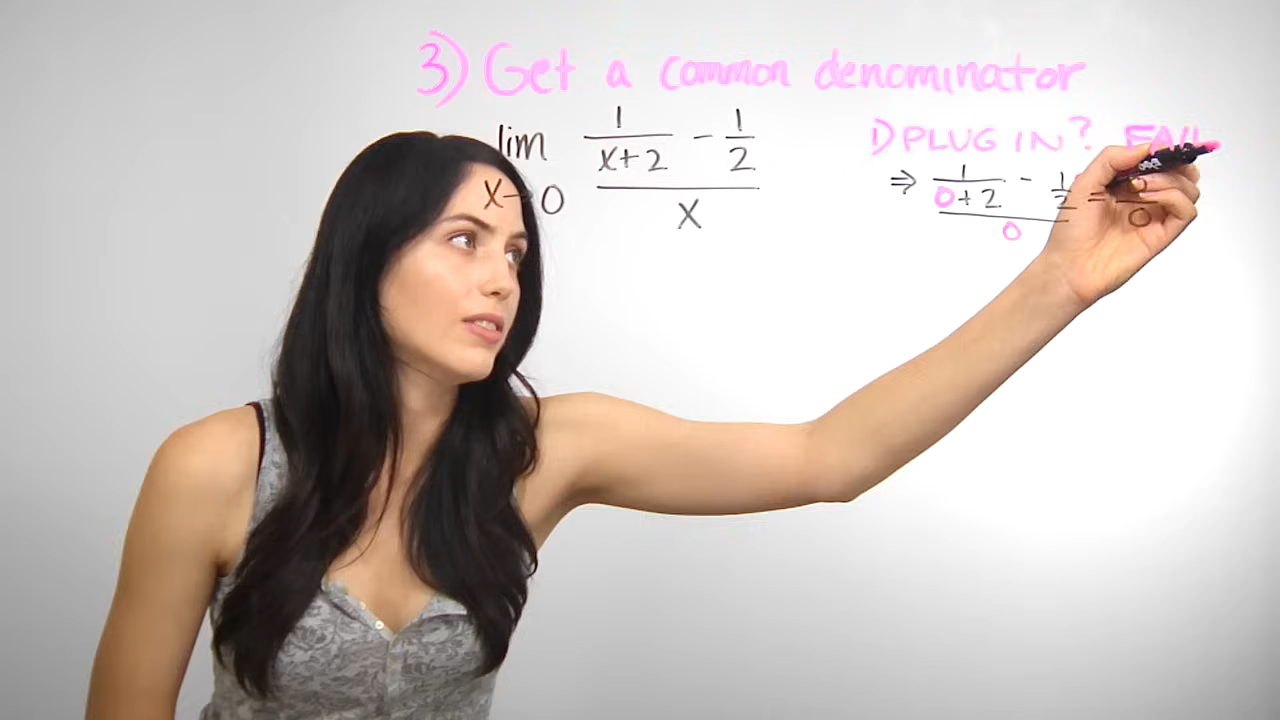 3) Get a common denominator
lim x→0
1/(x+2) - 1/2
x
1) PLUG IN? FAIL
⇒ 1/(0+2) - 1/2 = 0
0 0